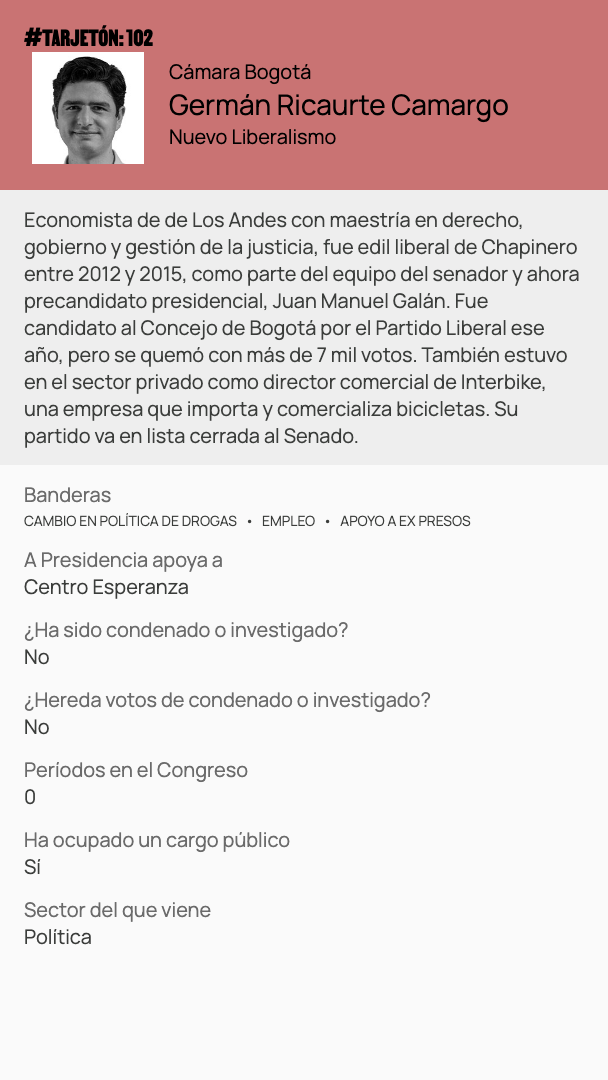 #TARJETÓN: 102
Cámara Bogotá
Germán Ricaurte Camargo
Nuevo Liberalismo
Economista de de Los Andes con maestría en derecho,
gobierno y gestión de la justicia, fue edil liberal de Chapinero
entre 2012 y 2015, como parte del equipo del senador y ahora
precandidato presidencial, Juan Manuel Galán. Fue
candidato al Concejo de Bogotá por el Partido Liberal ese
año, pero se quemó con más de 7 mil votos. También estuvo
en el sector privado como director comercial de Interbike,
una empresa que importa y comercializa bicicletas. Su
partido va en lista cerrada al Senado.
Banderas
CAMBIO EN POLÍTICA DE DROGAS • EMPLEO • APOYO A EX PRESOS
A Presidencia apoya a
Centro Esperanza
¿Ha sido condenado o investigado?
No
¿Hereda votos de condenado o investigado?
No
Períodos en el Congreso
0
Ha ocupado un cargo público
Sí
Sector del que viene
Política